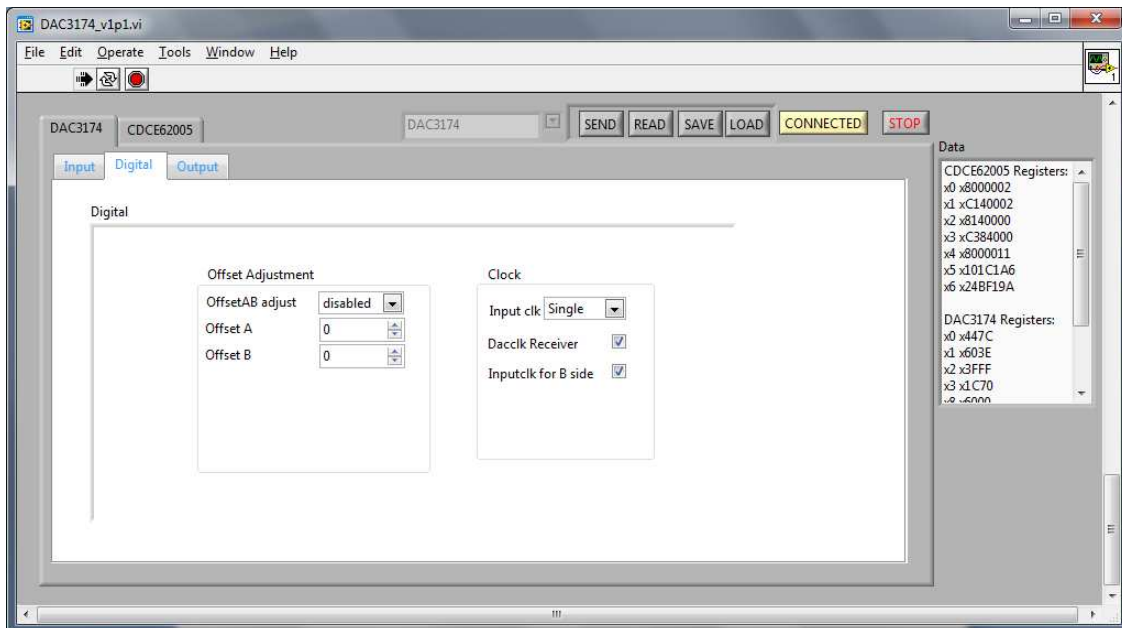 DAC3174_v1p1.vi
File Edit Operate Tools Window Help
1
DAC3174 CDCE62005
DAC3174 SEND READ SAVE LOAD CONNECTED STOP
Input Digital Output
Digital
Offset Adjustment
OffsetAB adjust disabled
Offset A 0
Offset B 0
Clock
Input clk Single
Dacclk Receiver
Inputclk for B side
Data
CDCE62005 Registers:
x0 x8000002
x1 xC140002
x2 x8140000
x3 xC384000
x4 x8000011
x5 x101C1A6
x6 x24BF19A
DAC3174 Registers:
x0 x447C
x1 x603E
x2 x3FFF
x3 x1C70
x8 x6000